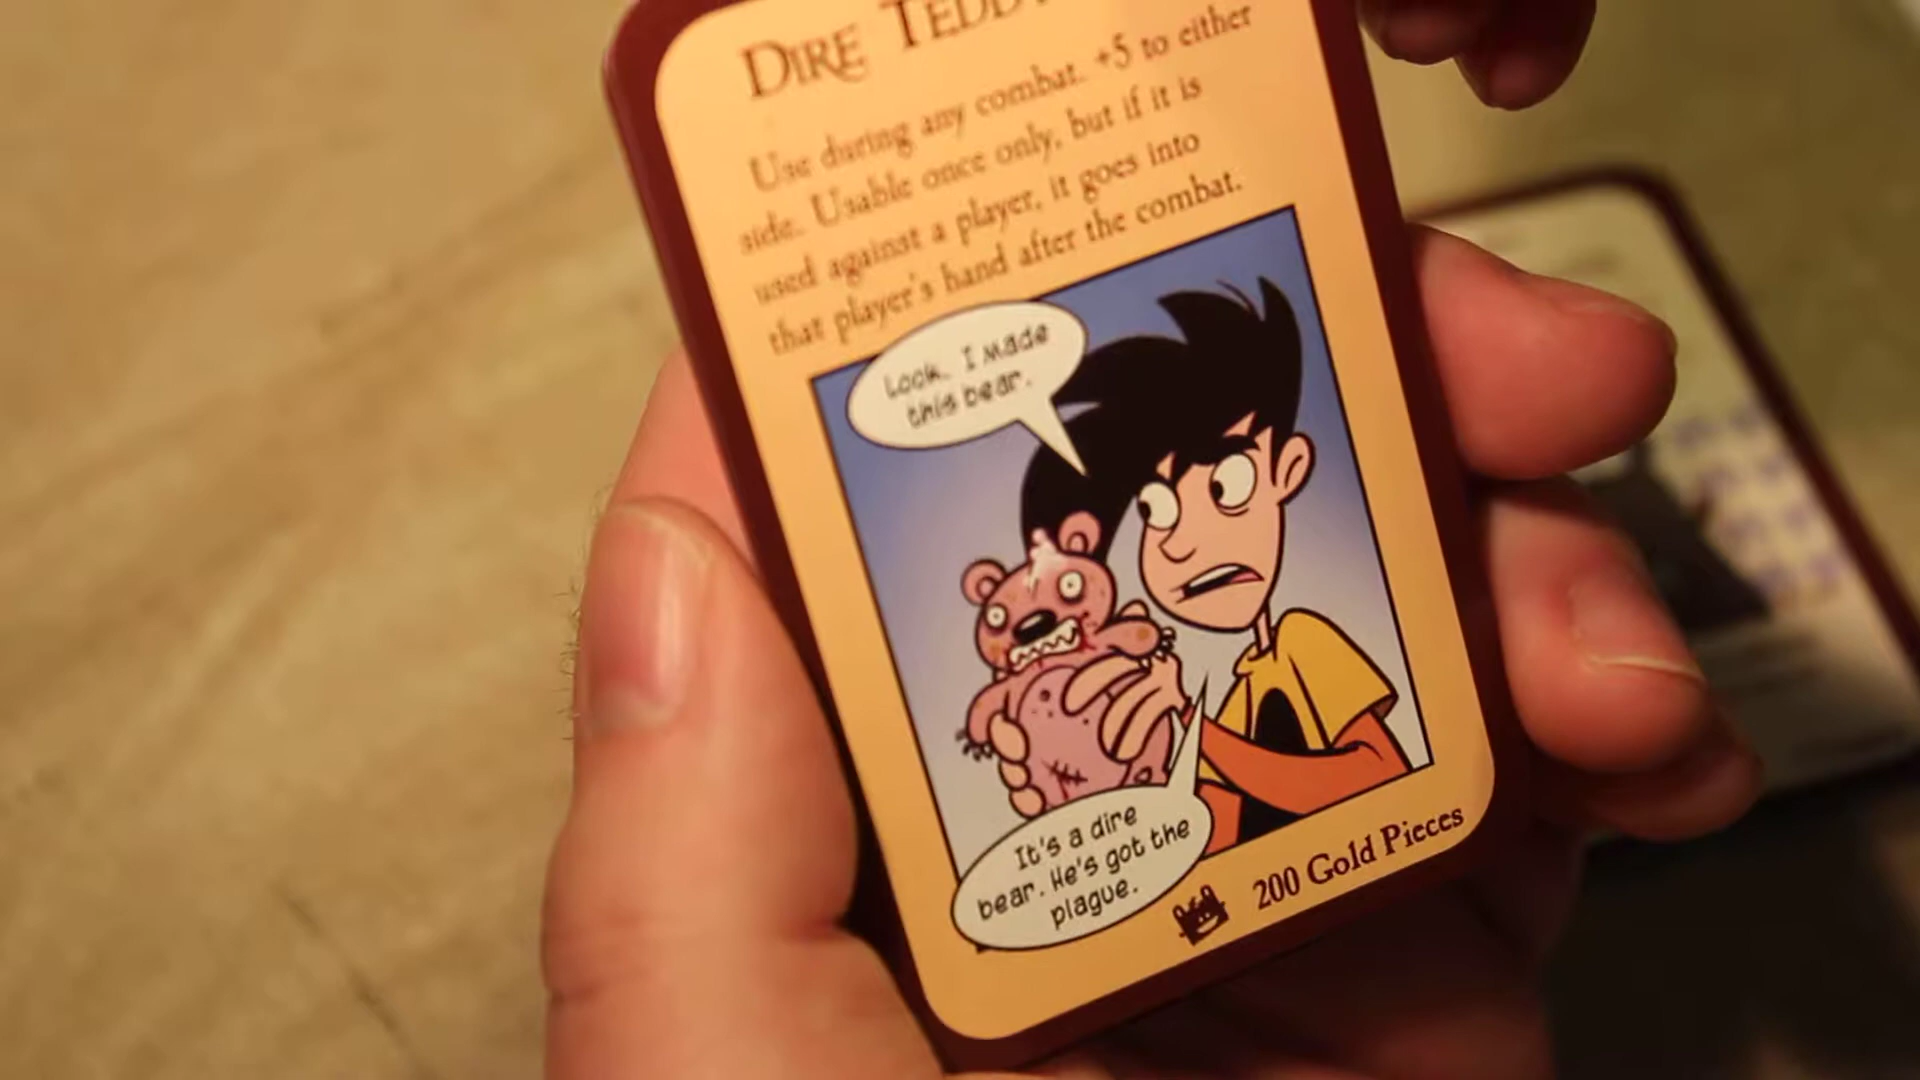 DIRE TEDDY
Use during any combat. +5 to either
side. Usable once only, but if it is
used against a player, it goes into
that player's hand after the combat.
Look. I made
this bear.
It's a dire
bear. He's got the
plague.
200 Gold Pieces